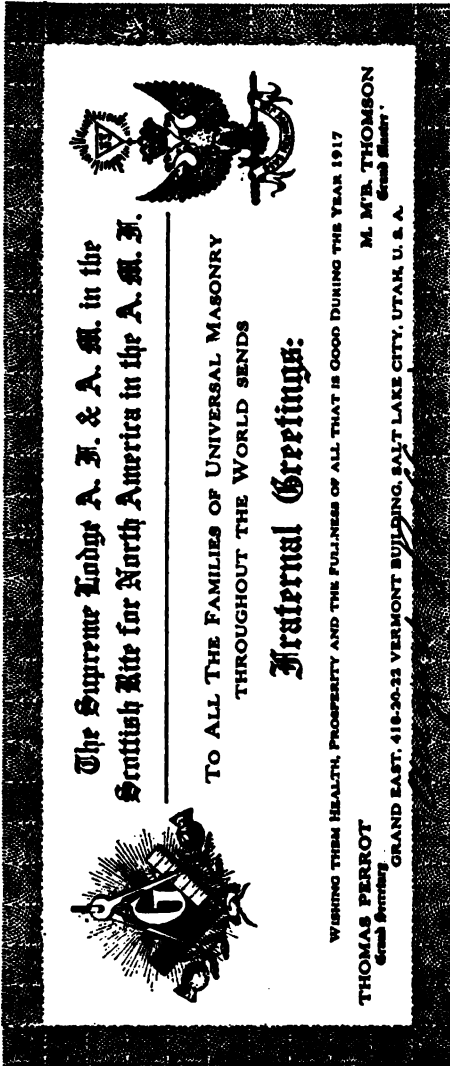 The Supreme Lodge A. F. & A. M. in the
Scottish Rite for North America in the A. M. F.
TO ALL THE FAMILIES OF UNIVERSAL MASONRY
THROUGHOUT THE WORLD SENDS
Fraternal Greetings:
WISHING THEM HEALTH, PROSPERITY AND THE FULLNESS OF ALL THAT IS GOOD DURING THE YEAR 1917
THOMAS PERROT M. M'B. THOMSON
Grand Secretary Grand Master
GRAND EAST, 418-20-22 VERMONT BUILDING, SALT LAKE CITY, UTAH, U. S. A.
G
33